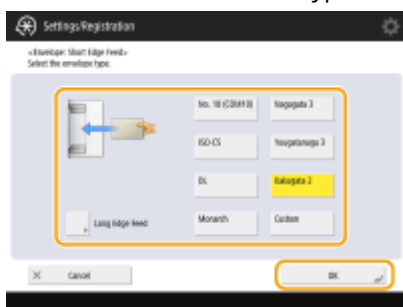 Settings/Registration
<Envelope: Short Edge Feed>
Select the envelope type.
No. 10 (COM10)
Nagagata 3
ISO-C5
Yougatanaga 3
DL
Kakugata 2
Long Edge Feed
Monarch
Custom
Cancel
OK